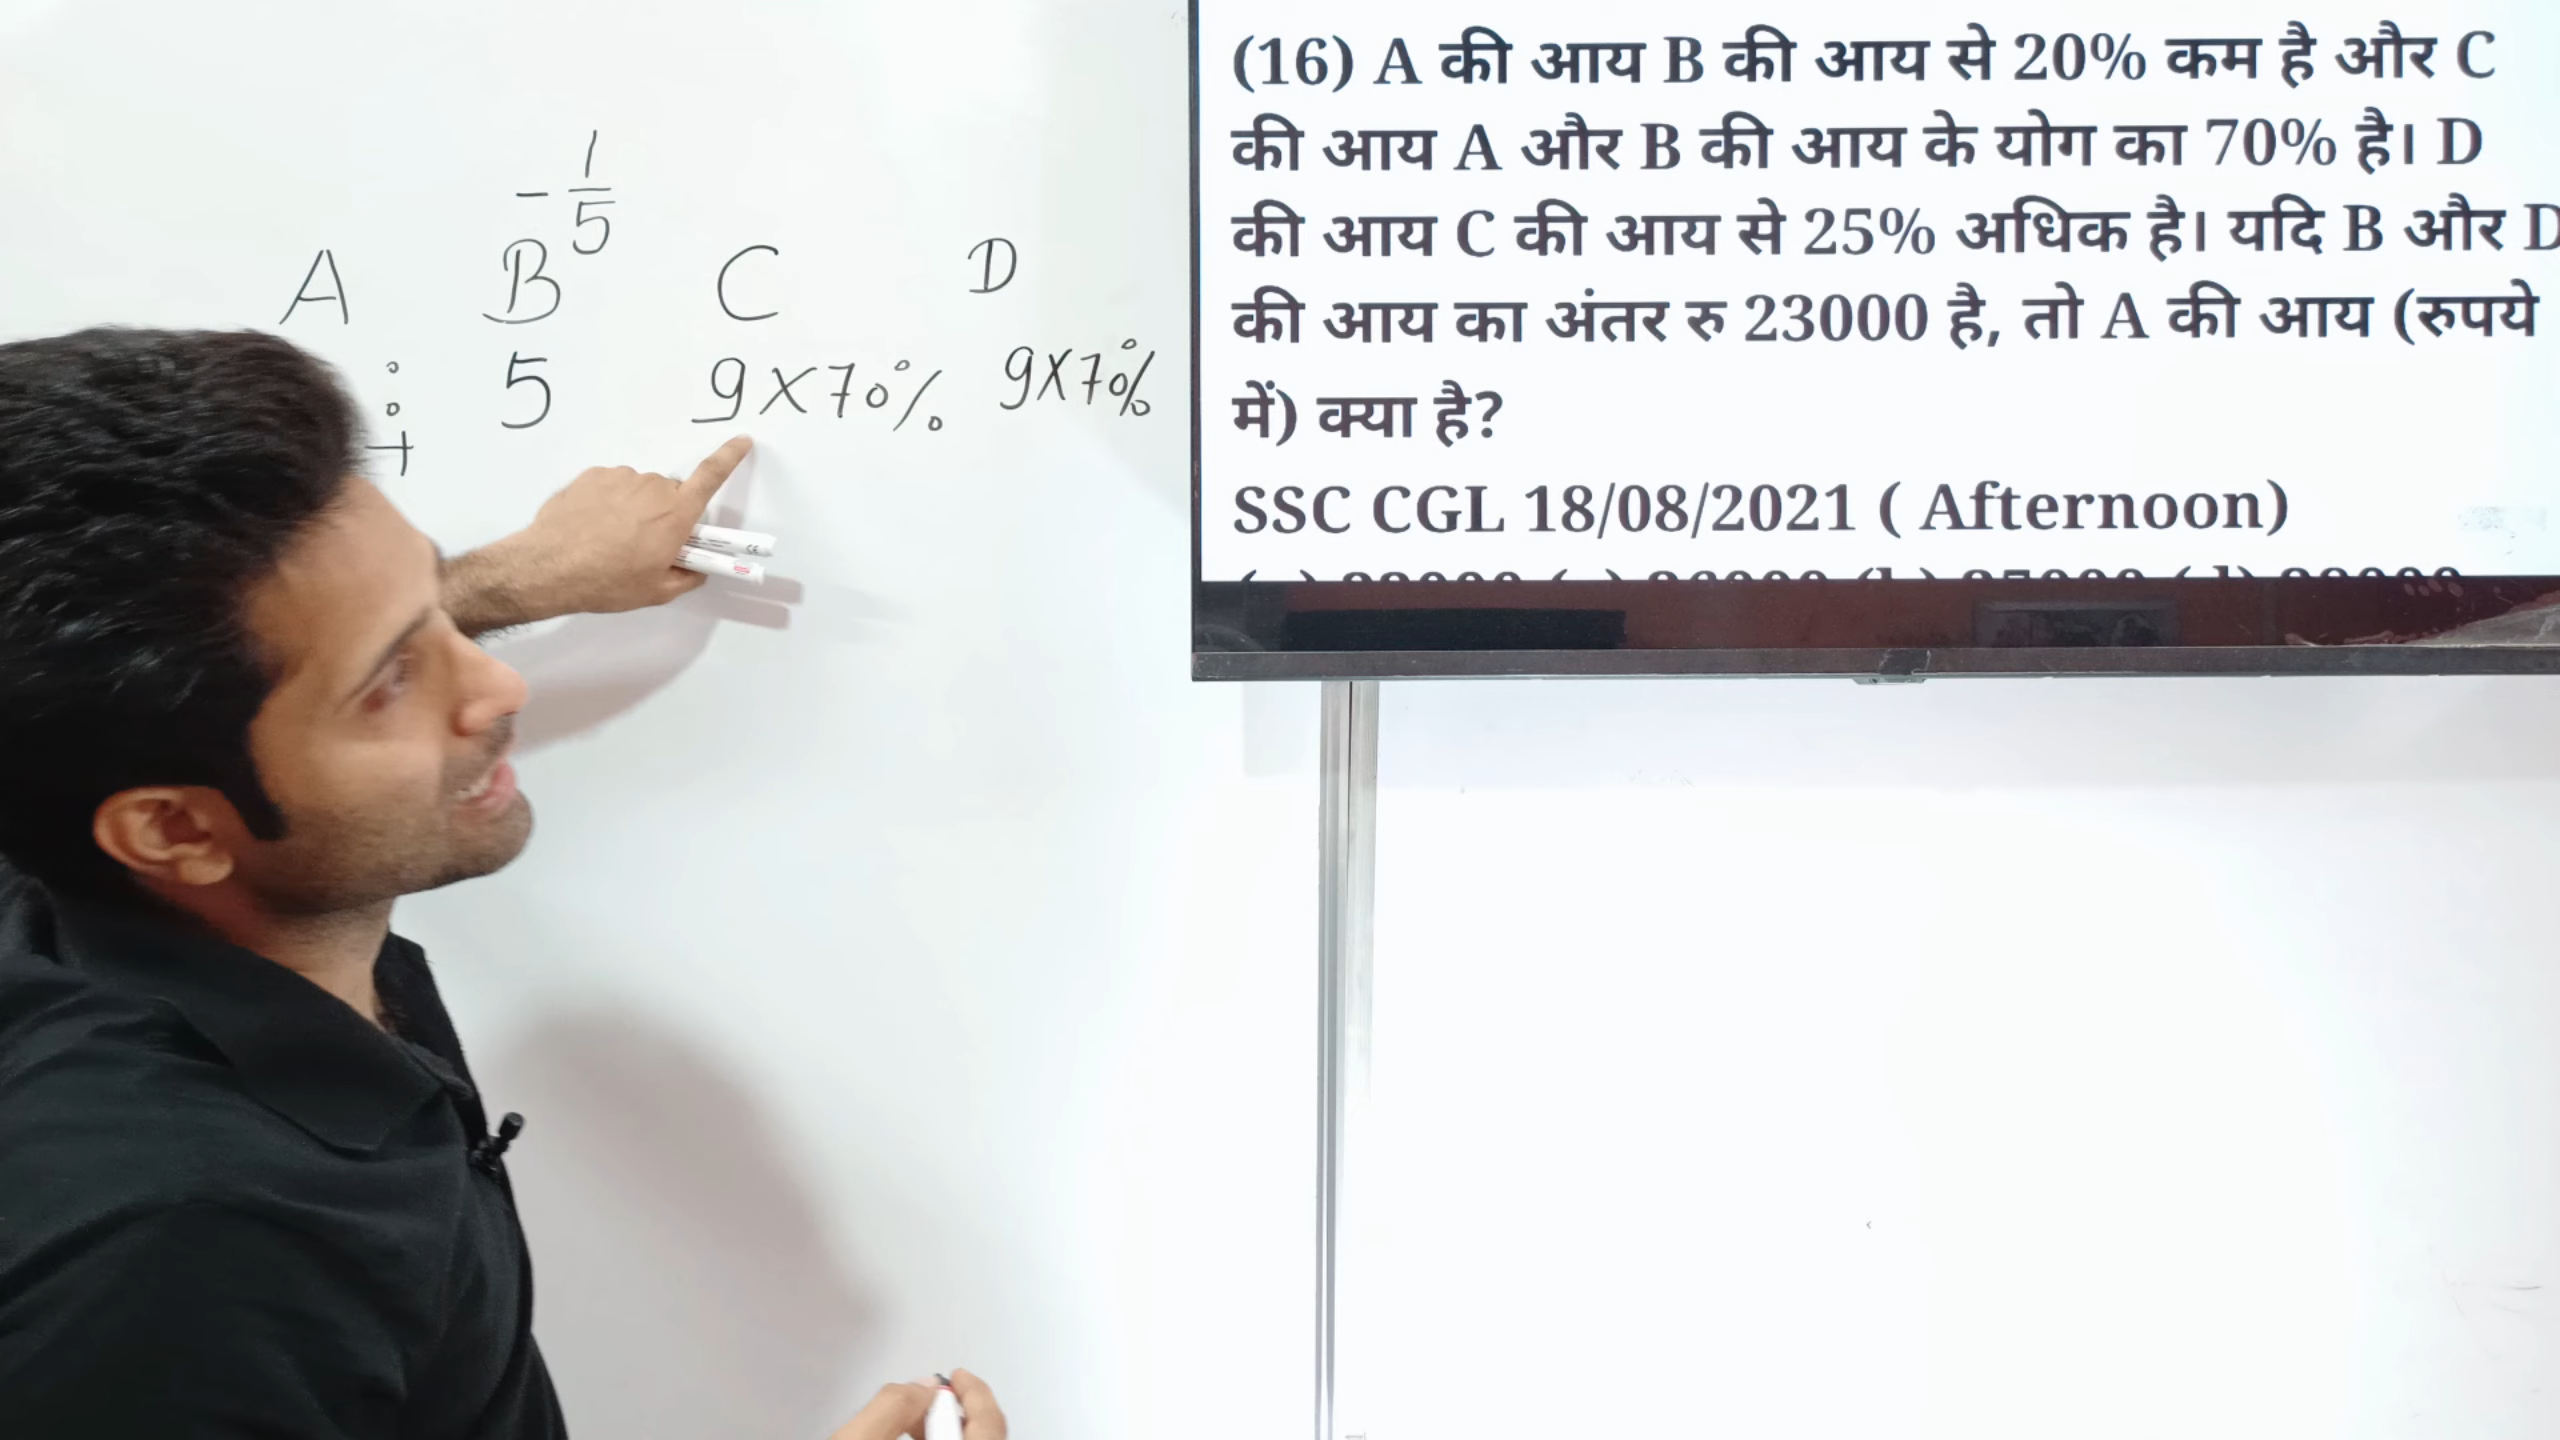 - 1/5
A B C D
: 5 9×70% 9×70%
+
(16) A की आय B की आय से 20% कम है और C
की आय A और B की आय के योग का 70% है। D
की आय C की आय से 25% अधिक है। यदि B और D
की आय का अंतर रु 23000 है, तो A की आय (रुपये
में) क्या है?
SSC CGL 18/08/2021 ( Afternoon)